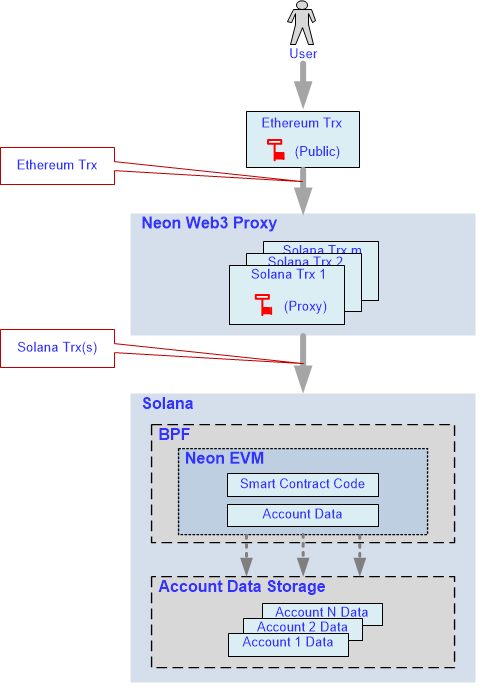 User
Ethereum Trx
(Public)
Ethereum Trx
Neon Web3 Proxy
Solana Trx m
Solana Trx 2
Solana Trx 1
(Proxy)
Solana Trx(s)
Solana
BPF
Neon EVM
Smart Contract Code
Account Data
Account Data Storage
Account N Data
Account 2 Data
Account 1 Data